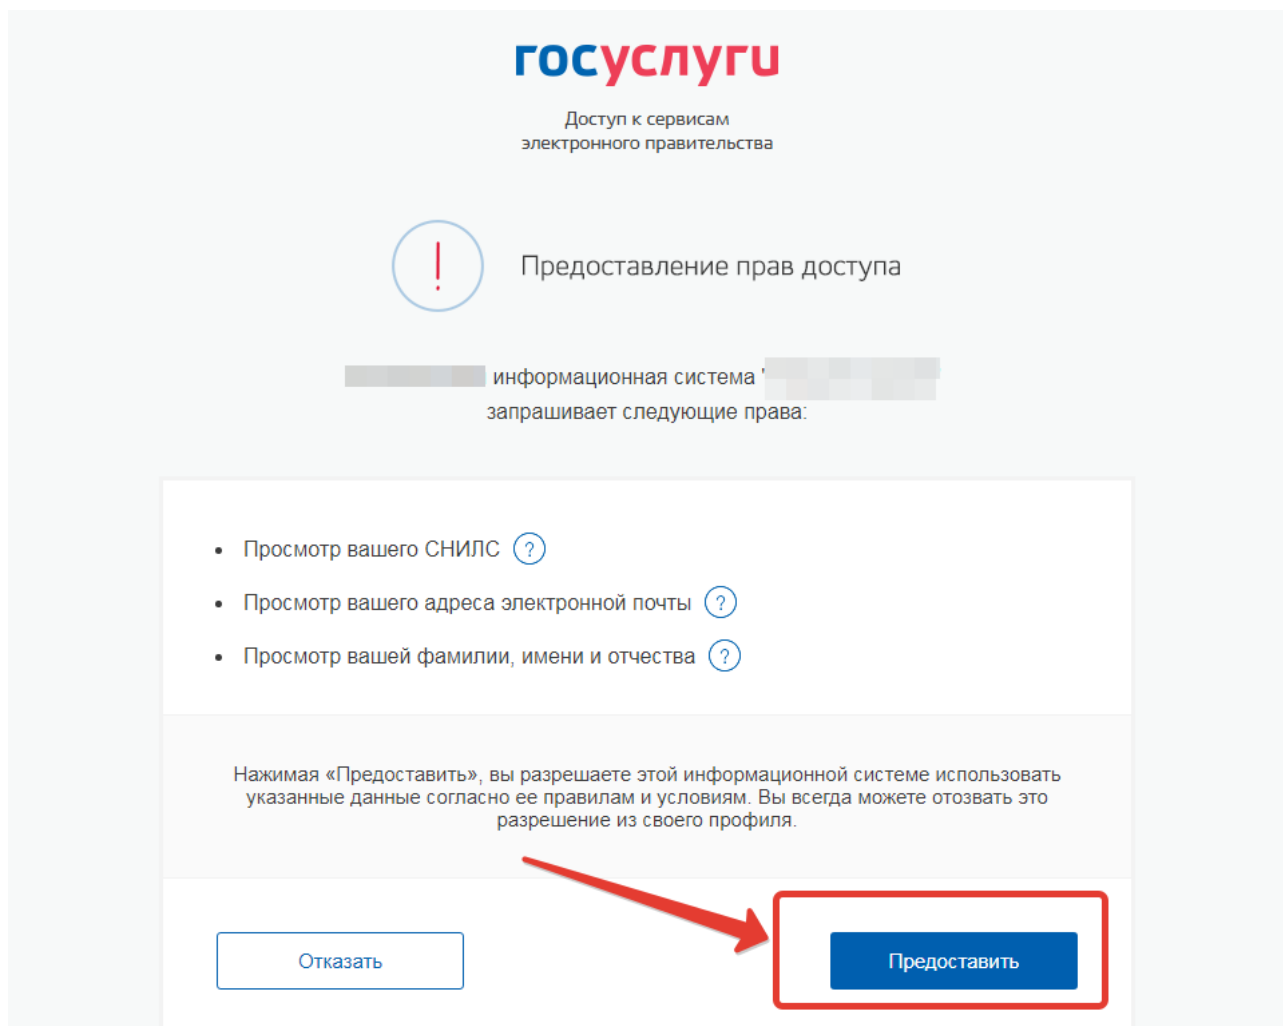 госуслуги
Доступ к сервисам
электронного правительства
Предоставление прав доступа
информационная система "
запрашивает следующие права:
• Просмотр вашего СНИЛС ?
• Просмотр вашего адреса электронной почты ?
• Просмотр вашей фамилии, имени и отчества ?
Нажимая «Предоставить», вы разрешаете этой информационной системе использовать
указанные данные согласно ее правилам и условиям. Вы всегда можете отозвать это
разрешение из своего профиля.
Отказать
Предоставить